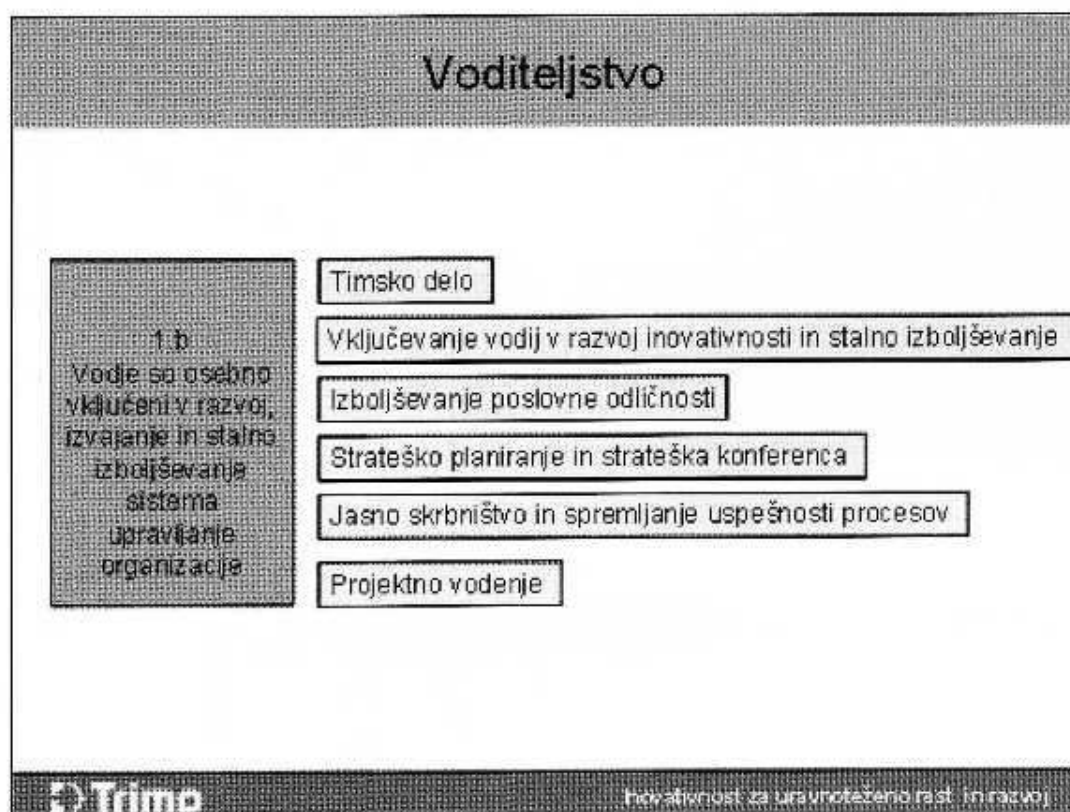 Voditeljstvo
1.b
Vodje so osebno
vključeni v razvoj,
izvajanje in stalno
izboljševanje
sistema
upravljanje
organizacije
Timsko delo
Vključevanje vodij v razvoj inovativnosti in stalno izboljševanje
Izboljševanje poslovne odličnosti
Strateško planiranje in strateška konferenca
Jasno skrbništvo in spremljanje uspešnosti procesov
Projektno vodenje
Trimo
Inovativnost za uravnoteženo rast in razvoj